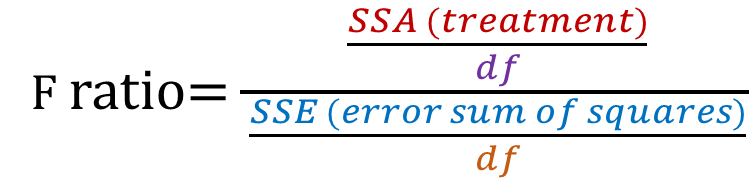 SSA (treatment)
df
F ratio=
SSE (error sum of squares)
df